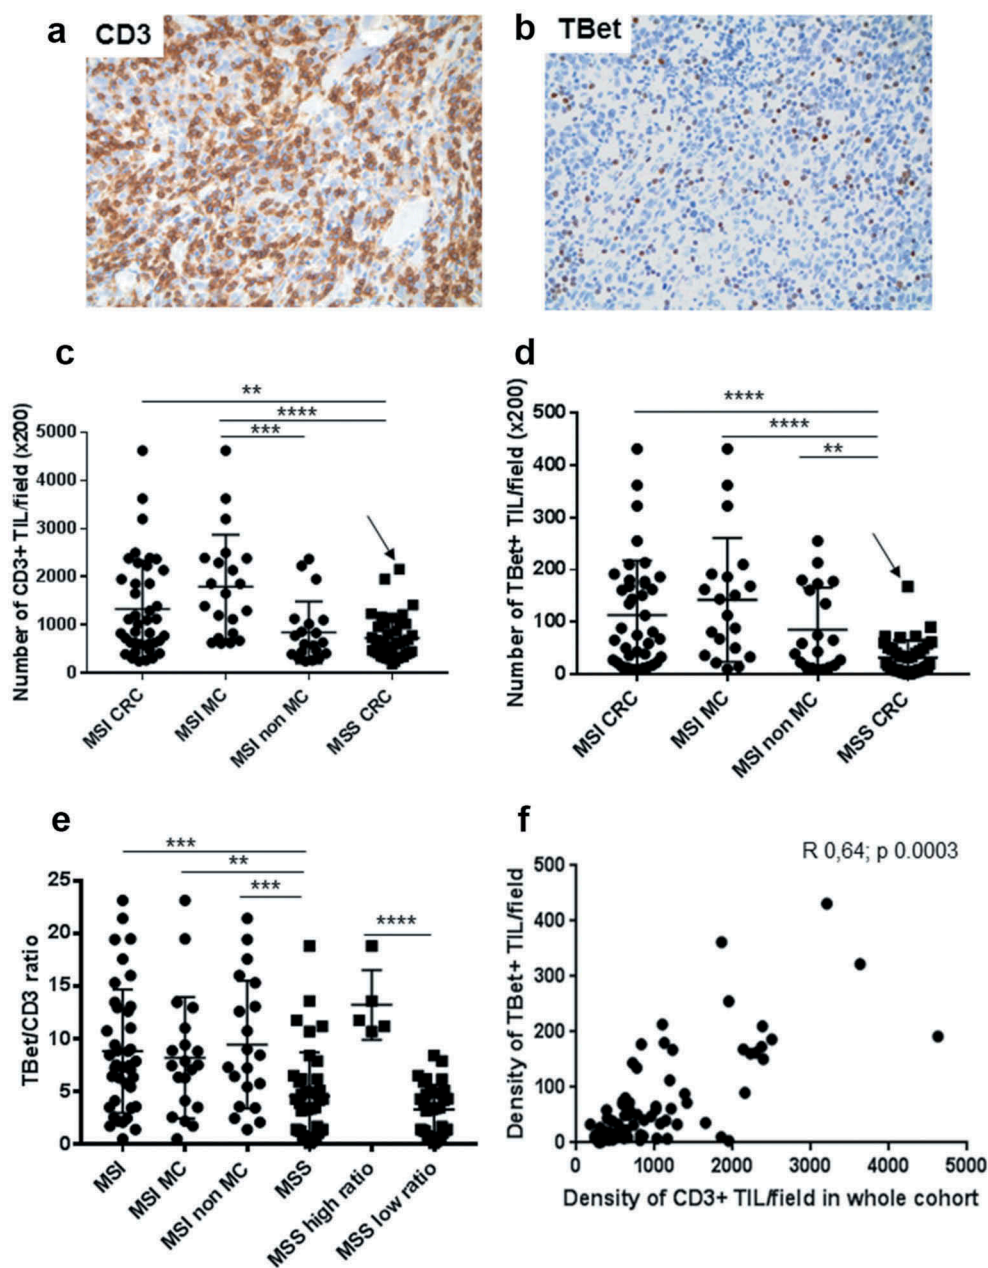 a CD3
b TBet
c
**
****
***
Number of CD3+ TIL/field (x200)
5000
4000
3000
2000
1000
0
MSI CRC
MSI MC
MSI non MC
MSS CRC
d
****
****
**
Number of TBet+ TIL/field (x200)
500
400
300
200
100
0
MSI CRC
MSI MC
MSI non MC
MSS CRC
e
***
**
***
****
TBet/CD3 ratio
25
20
15
10
5
0
MSI
MSI MC
MSI non MC
MSS
MSS high ratio
MSS low ratio
f
R 0,64; p 0.0003
Density of TBet+ TIL/field
500
400
300
200
100
0
0 1000 2000 3000 4000 5000
Density of CD3+ TIL/field in whole cohort